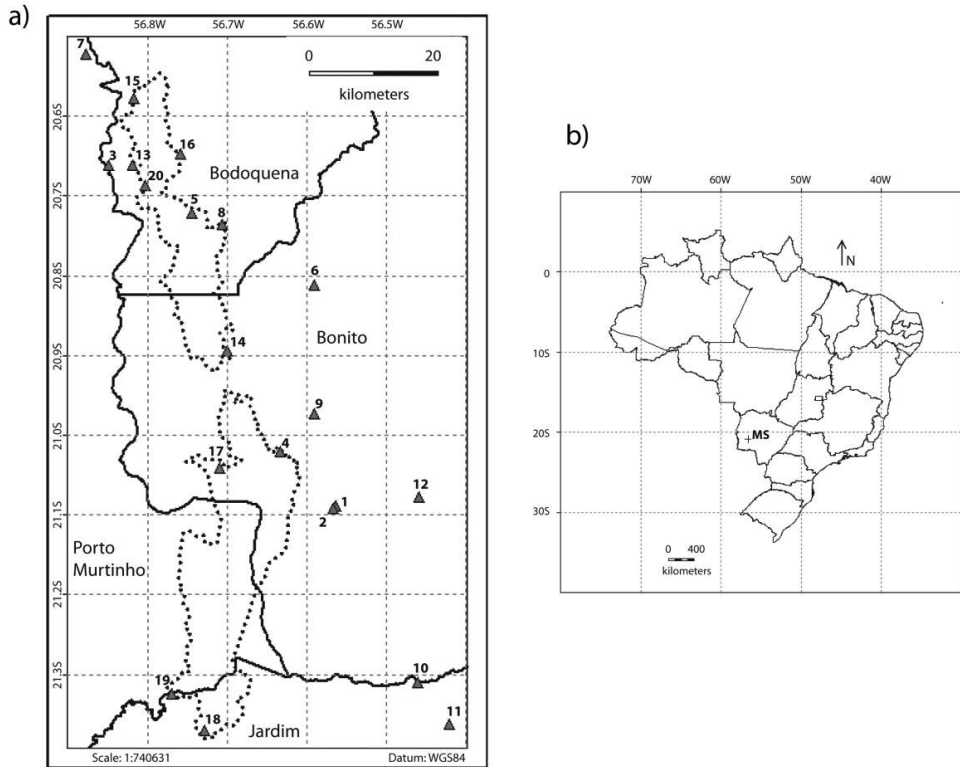 a)
56.8W
56.7W
56.6W
56.5W
7
0
20
kilometers
15
20.65
16
3
13
Bodoquena
20
20.75
5
8
20.85
6
Bonito
14
20.95
9
21.05
4
17
12
1
2
21.15
Porto
Murtinho
21.25
21.35
10
19
11
18
Jardim
Scale: 1:740631
Datum: WGS84
b)
70W
60W
50W
40W
N
0
10S
20S
MS
30S
0 400
kilometers